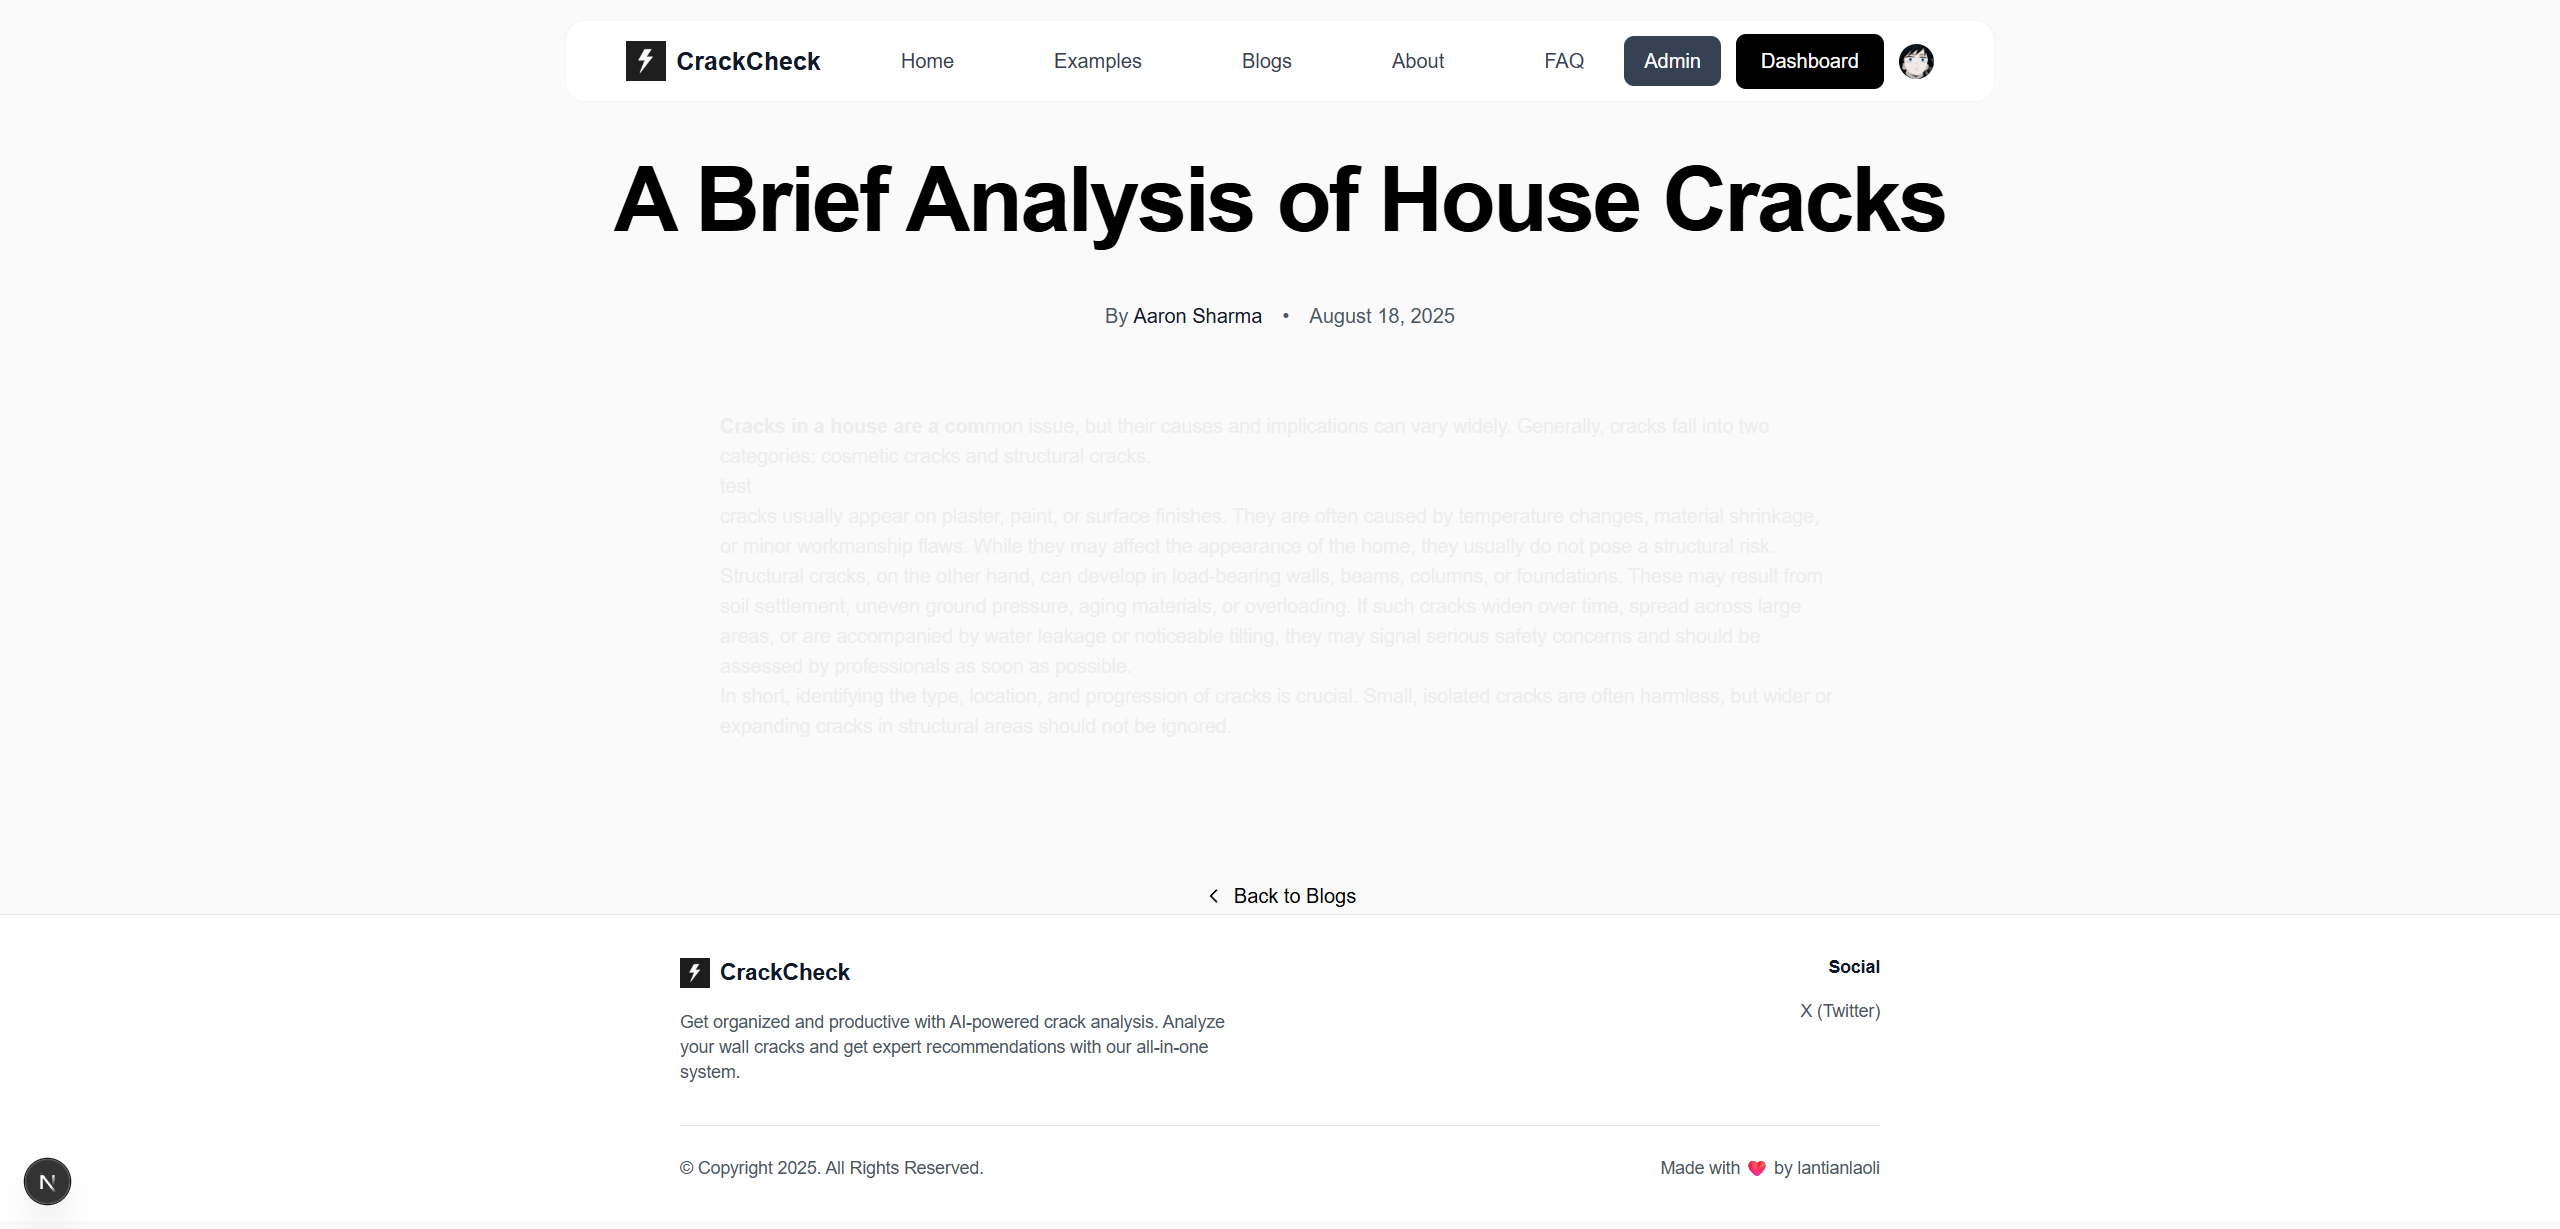 CrackCheck
Home
Examples
Blogs
About
FAQ
Admin
Dashboard
A Brief Analysis of House Cracks
By Aaron Sharma • August 18, 2025
Cracks in a house are a common issue, but their causes and implications can vary widely. Generally, cracks fall into two
categories: cosmetic cracks and structural cracks.
test
cracks usually appear on plaster, paint, or surface finishes. They are often caused by temperature changes, material shrinkage,
or minor workmanship flaws. While they may affect the appearance of the home, they usually do not pose a structural risk.
Structural cracks, on the other hand, can develop in load-bearing walls, beams, columns, or foundations. These may result from
soil settlement, uneven ground pressure, aging materials, or overloading. If such cracks widen over time, spread across large
areas, or are accompanied by water leakage or noticeable tilting, they may signal serious safety concerns and should be
assessed by professionals as soon as possible.
In short, identifying the type, location, and progression of cracks is crucial. Small, isolated cracks are often harmless, but wider or
expanding cracks in structural areas should not be ignored.
Back to Blogs
CrackCheck
Get organized and productive with AI-powered crack analysis. Analyze
your wall cracks and get expert recommendations with our all-in-one
system.
Social
X (Twitter)
© Copyright 2025. All Rights Reserved.
Made with ❤️ by lantianlaoli
N